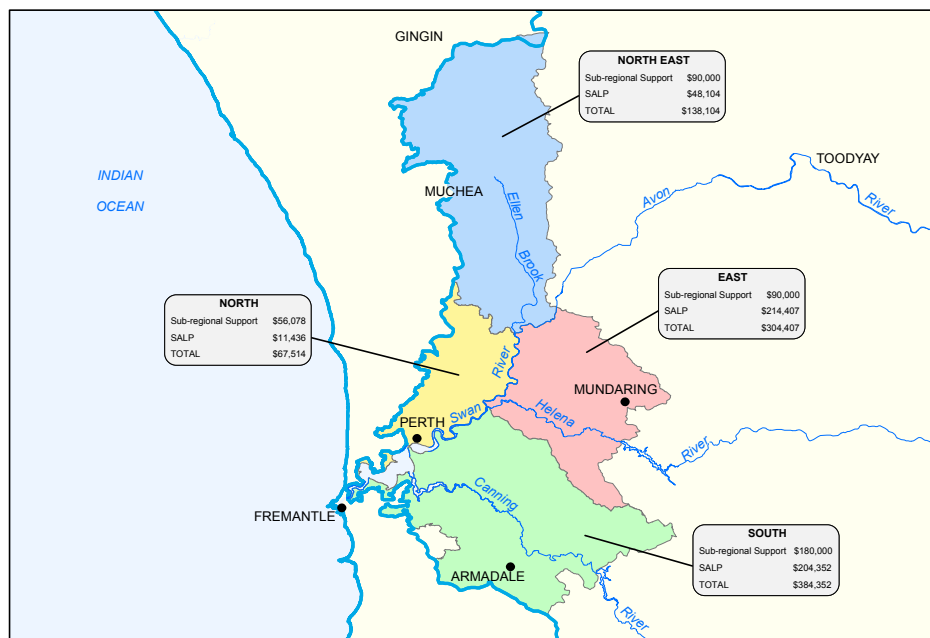 GINGIN
NORTH EAST
Sub-regional Support $90,000
SALP $48,104
TOTAL $138,104
TOODYAY
INDIAN
OCEAN
MUCHEA
Ellen
Brook
Avon
River
EAST
Sub-regional Support $90,000
SALP $214,407
TOTAL $304,407
NORTH
Sub-regional Support $56,078
SALP $11,436
TOTAL $67,514
River
Swan
MUNDARING
Helena
River
PERTH
Canning
FREMANTLE
SOUTH
Sub-regional Support $180,000
SALP $204,352
TOTAL $384,352
ARMADALE
River